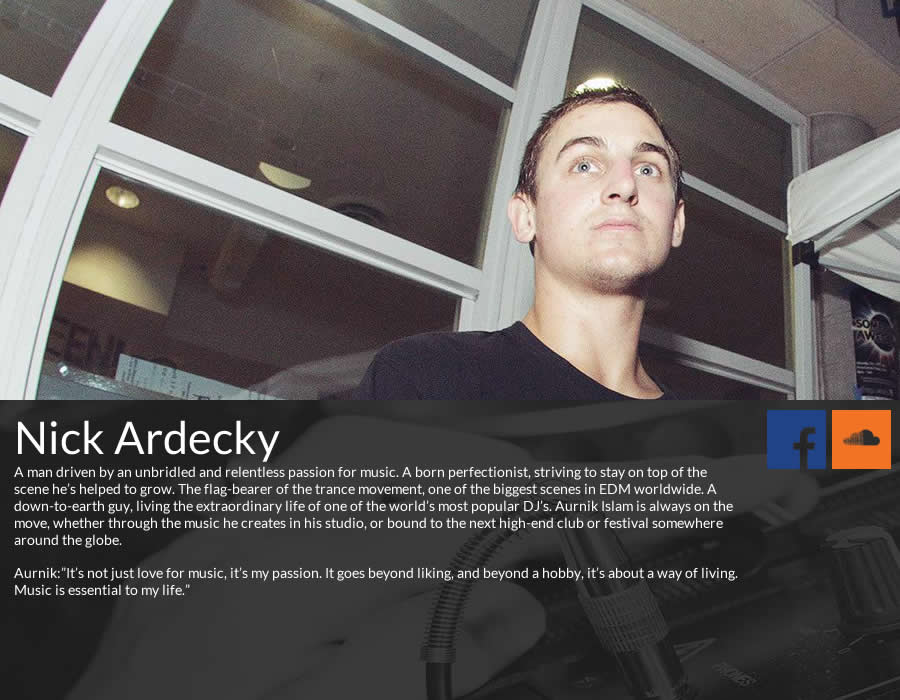 Nick Ardecky
A man driven by an unbridled and relentless passion for music. A born perfectionist, striving to stay on top of the
scene he's helped to grow. The flag-bearer of the trance movement, one of the biggest scenes in EDM worldwide. A
down-to-earth guy, living the extraordinary life of one of the world's most popular DJ's. Aurnik Islam is always on the
move, whether through the music he creates in his studio, or bound to the next high-end club or festival somewhere
around the globe.
Aurnik:"It's not just love for music, it's my passion. It goes beyond liking, and beyond a hobby, it's about a way of living.
Music is essential to my life."
PHONES